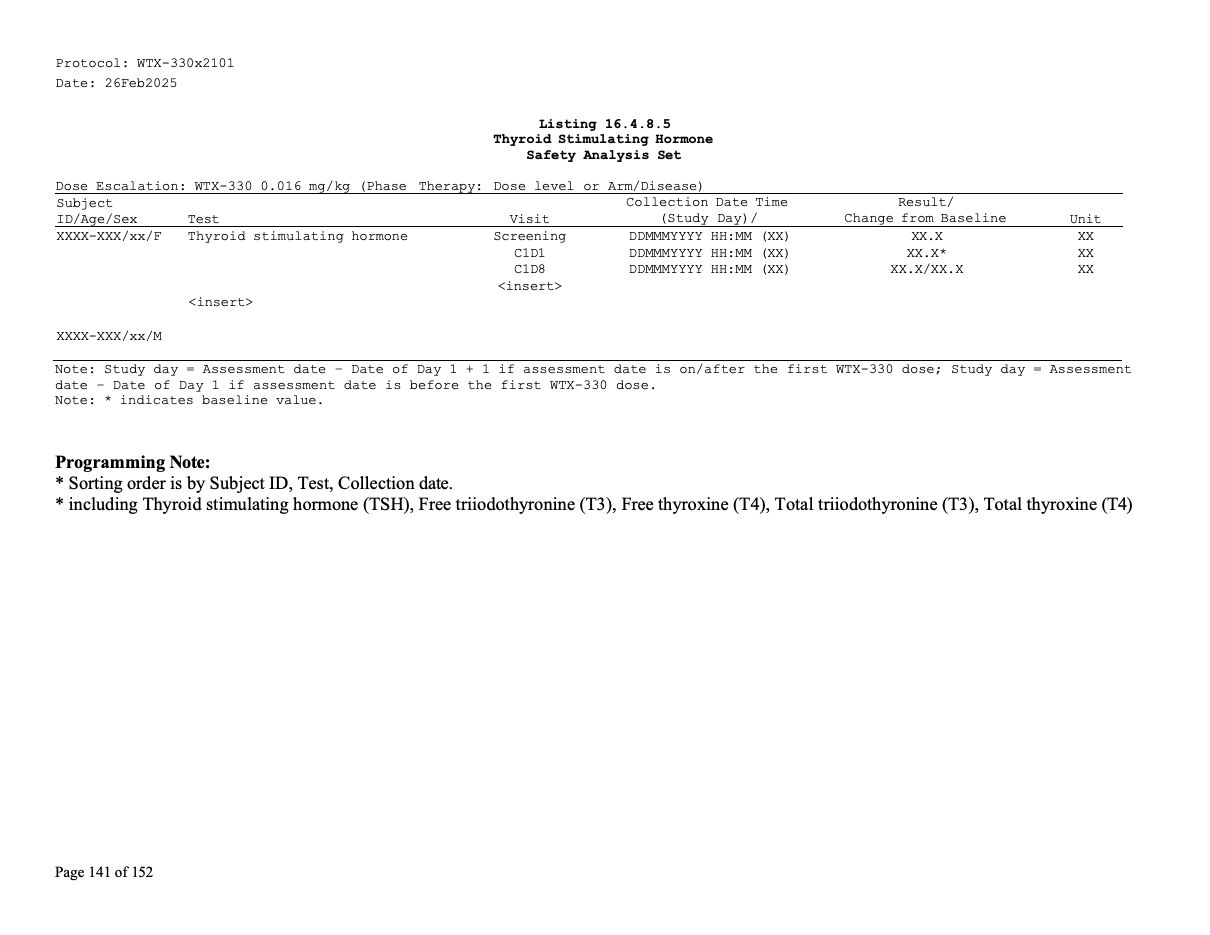 Protocol: WTX-330x2101
Date: 26Feb2025
Listing 16.4.8.5
Thyroid Stimulating Hormone
Safety Analysis Set
Dose Escalation: WTX-330 0.016 mg/kg (Phase Therapy: Dose level or Arm/Disease)
Subject Collection Date Time Result/
ID/Age/Sex Test Visit (Study Day)/ Change from Baseline Unit
XXXX-XXX/xx/F Thyroid stimulating hormone Screening DDMMMYYYY HH:MM (XX) XX.X XX
C1D1 DDMMMYYYY HH:MM (XX) XX.X* XX
C1D8 DDMMMYYYY HH:MM (XX) XX.X/XX.X XX
<insert>
<insert>
XXXX-XXX/xx/M
Note: Study day = Assessment date – Date of Day 1 + 1 if assessment date is on/after the first WTX-330 dose; Study day = Assessment
date – Date of Day 1 if assessment date is before the first WTX-330 dose.
Note: * indicates baseline value.
Programming Note:
* Sorting order is by Subject ID, Test, Collection date.
* including Thyroid stimulating hormone (TSH), Free triiodothyronine (T3), Free thyroxine (T4), Total triiodothyronine (T3), Total thyroxine (T4)
Page 141 of 152